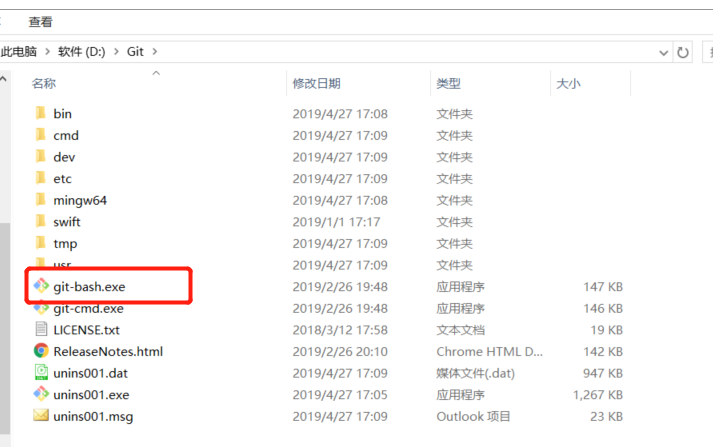 查看
此电脑 > 软件 (D:) > Git >
名称 修改日期 类型 大小
bin 2019/4/27 17:08 文件夹
cmd 2019/4/27 17:09 文件夹
dev 2019/4/27 17:09 文件夹
etc 2019/4/27 17:09 文件夹
mingw64 2019/4/27 17:08 文件夹
swift 2019/1/1 17:17 文件夹
tmp 2019/4/27 17:09 文件夹
usr 2019/4/27 17:09 文件夹
git-bash.exe 2019/2/26 19:48 应用程序 147 KB
git-cmd.exe 2019/2/26 19:48 应用程序 146 KB
LICENSE.txt 2018/3/12 17:58 文本文档 19 KB
ReleaseNotes.html 2019/2/26 20:10 Chrome HTML D... 142 KB
unins001.dat 2019/4/27 17:09 媒体文件(.dat) 947 KB
unins001.exe 2019/4/27 17:05 应用程序 1,267 KB
unins001.msg 2019/4/27 17:09 Outlook 项目 23 KB